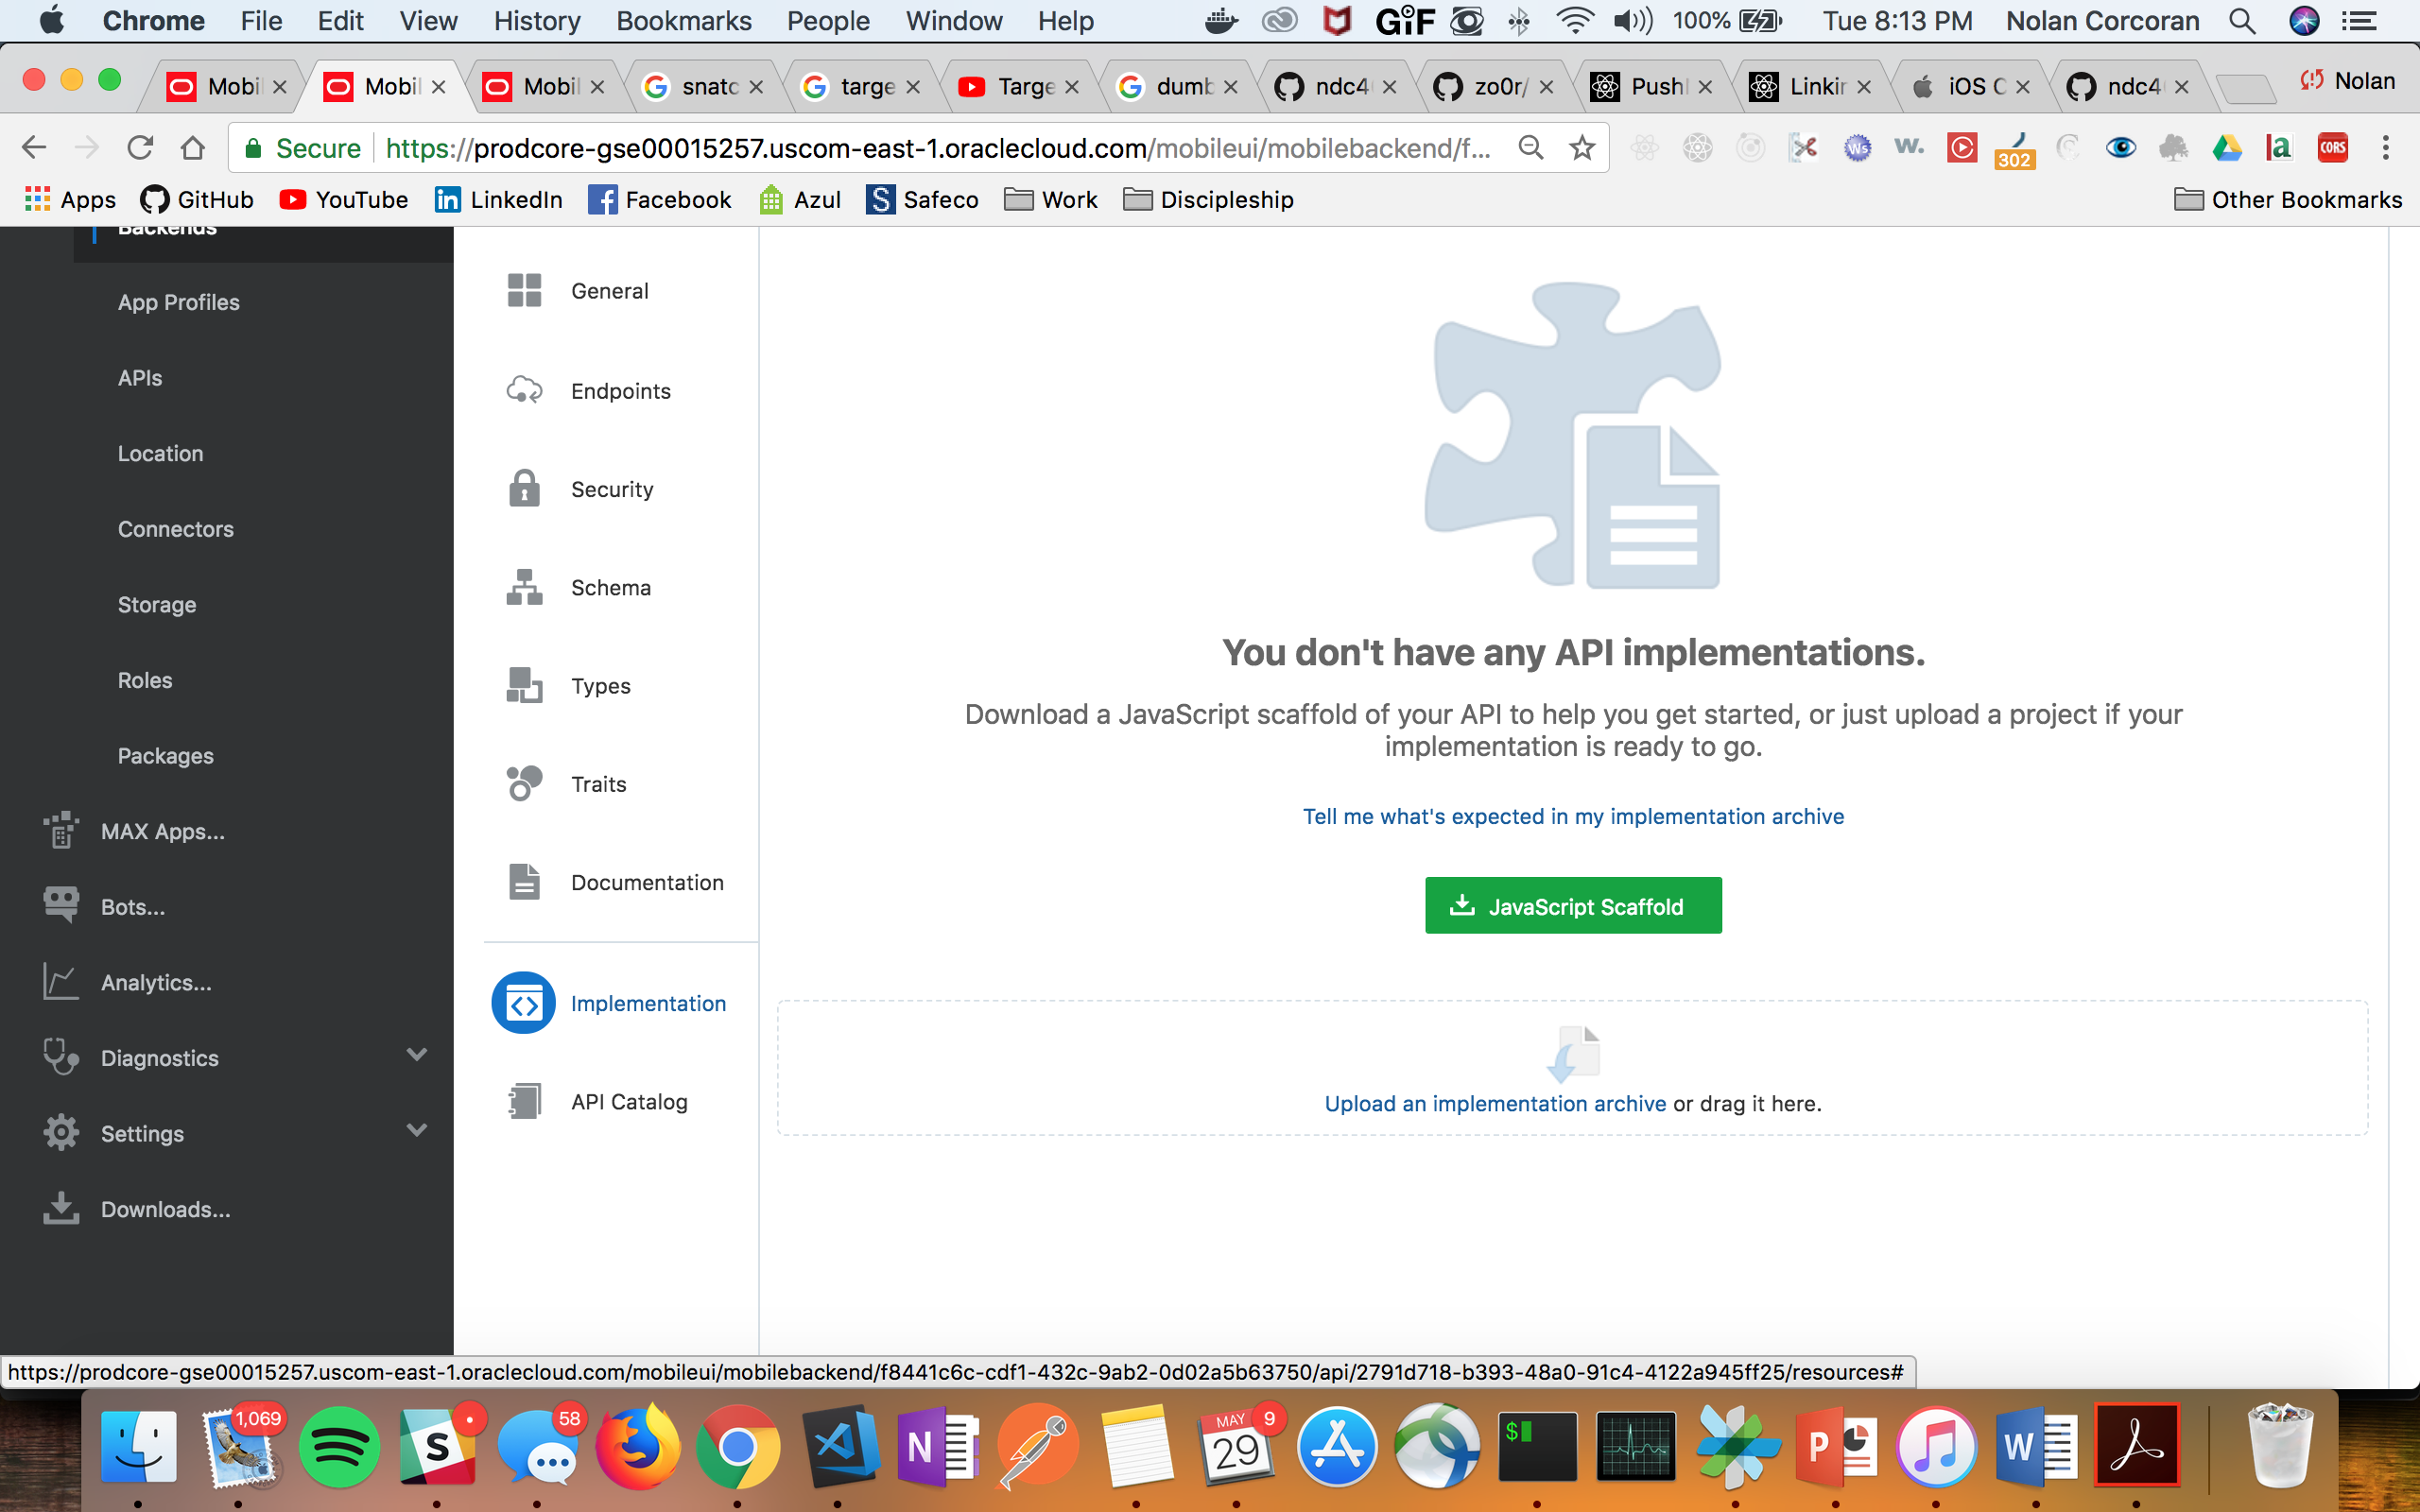 Chrome File Edit View History Bookmarks People Window Help GIF 100% Tue 8:13 PM Nolan Corcoran
Mobil Mobil Mobil snatc targe Targe dumb ndc4 zo0r/ Push Linkin iOS C ndc4 Nolan
Secure https://prodcore-gse00015257.uscom-east-1.oraclecloud.com/mobileui/mobilebackend/f... Ws w. 302 la CORS
Apps GitHub YouTube LinkedIn Facebook Azul S Safeco Work Discipleship Other Bookmarks
Backends
App Profiles
APIs
Location
Connectors
Storage
Roles
Packages
MAX Apps...
Bots...
Analytics...
Diagnostics
Settings
Downloads...
General
Endpoints
Security
Schema
Types
Traits
Documentation
Implementation
API Catalog
You don't have any API implementations.
Download a JavaScript scaffold of your API to help you get started, or just upload a project if your
implementation is ready to go.
Tell me what's expected in my implementation archive
JavaScript Scaffold
Upload an implementation archive or drag it here.
https://prodcore-gse00015257.uscom-east-1.oraclecloud.com/mobileui/mobilebackend/f8441c6c-cdf1-432c-9ab2-0d02a5b63750/api/2791d718-b393-48a0-91c4-4122a945ff25/resources#
1,069 S 58 N MAY 29 9 $ P W